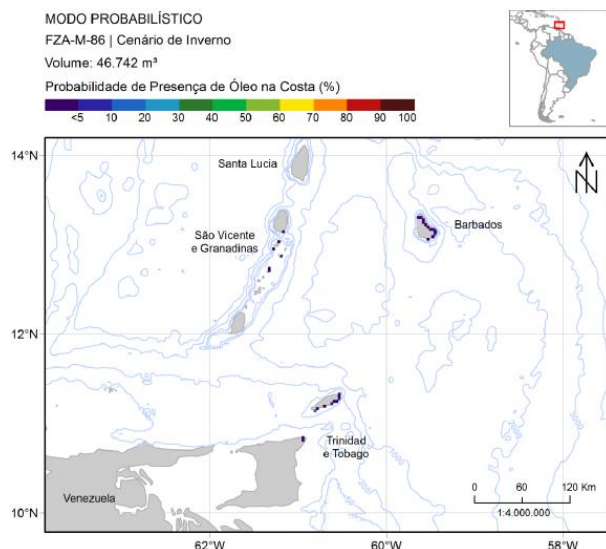 MODO PROBABILÍSTICO
FZA-M-86 | Cenário de Inverno
Volume: 46.742 m³
Probabilidade de Presença de Óleo na Costa (%)
<5 10 20 30 40 50 60 70 80 90 100
14°N
Santa Lucia
N
São Vicente
e Granadinas
Barbados
12°N
Trinidad
e Tobago
Venezuela
0 60 120 Km
1:4.000.000
10°N
62°W 60°W 58°W